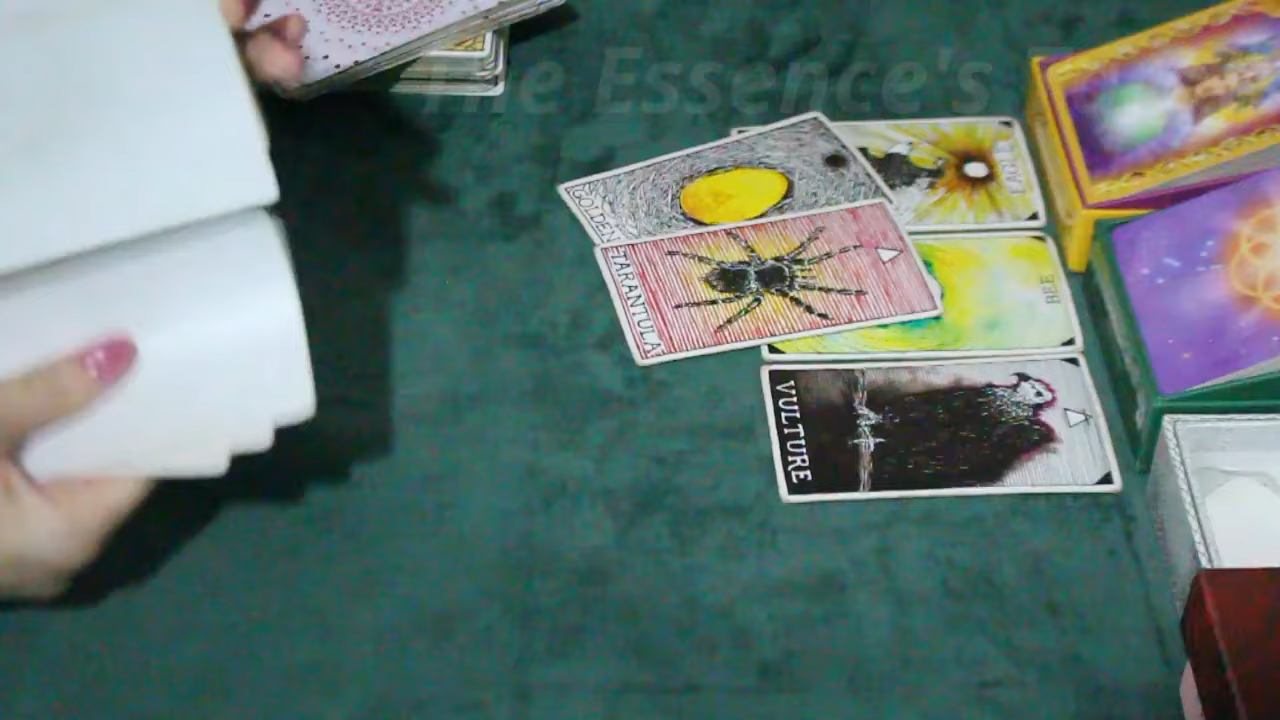 The Essence's
GOLDEN
EAGLE
TARANTULA
BEE
VULTURE